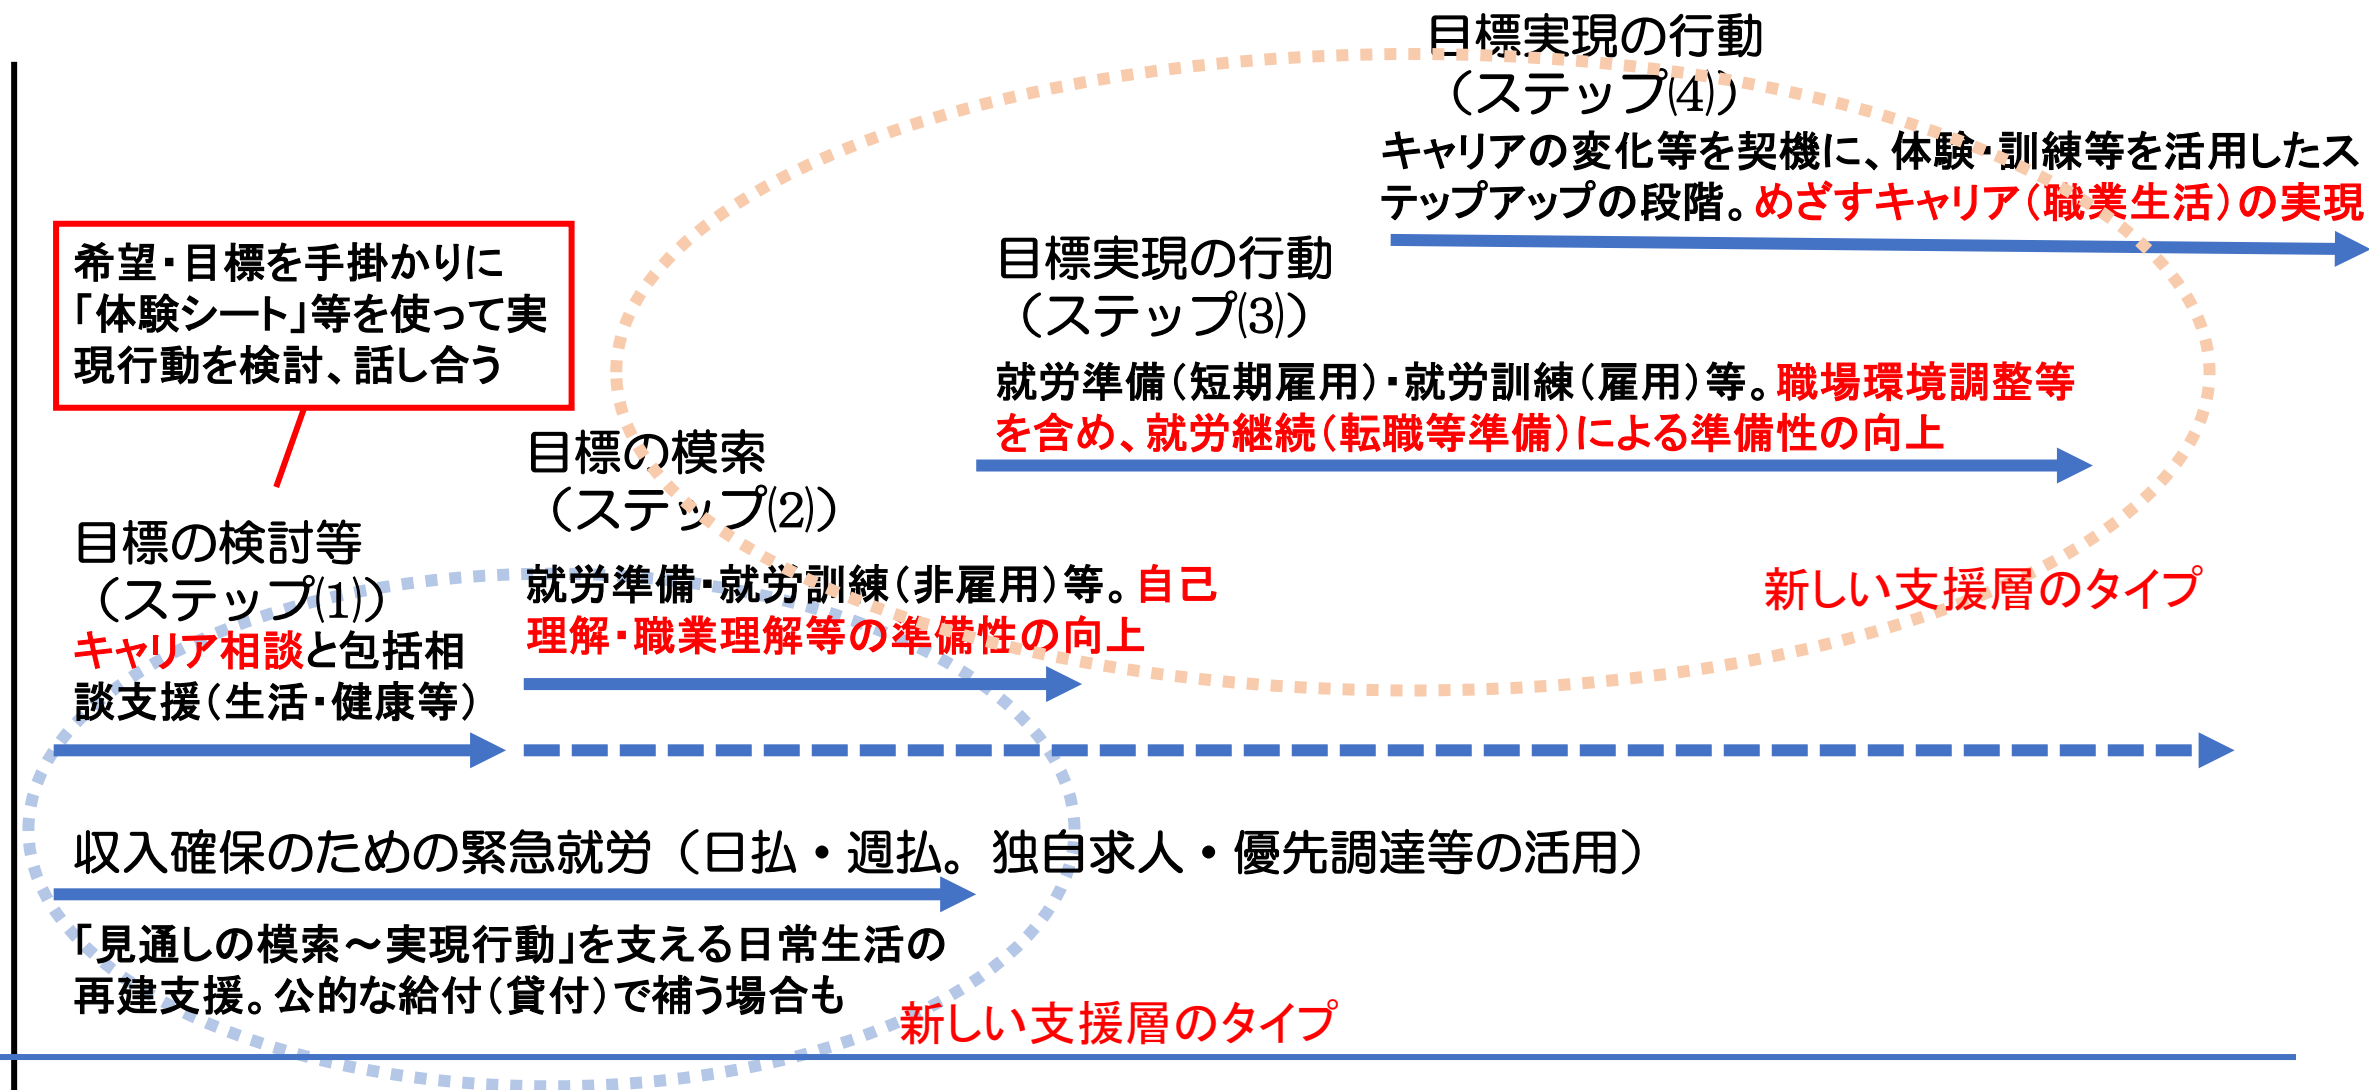 目標実現の行動
（ステップ⑷）
キャリアの変化等を契機に、体験・訓練等を活用したス
テップアップの段階。めざすキャリア（職業生活）の実現
希望・目標を手掛かりに
「体験シート」等を使って実
現行動を検討、話し合う
目標実現の行動
（ステップ⑶）
就労準備（短期雇用）・就労訓練（雇用）等。職場環境調整等
を含め、就労継続（転職等準備）による準備性の向上
目標の模索
（ステップ⑵）
就労準備・就労訓練（非雇用）等。自己
理解・職業理解等の準備性の向上
目標の検討等
（ステップ⑴）
キャリア相談と包括相
談支援（生活・健康等）
新しい支援層のタイプ
収入確保のための緊急就労（日払・週払。独自求人・優先調達等の活用）
「見通しの模索～実現行動」を支える日常生活の
再建支援。公的な給付（貸付）で補う場合も
新しい支援層のタイプ